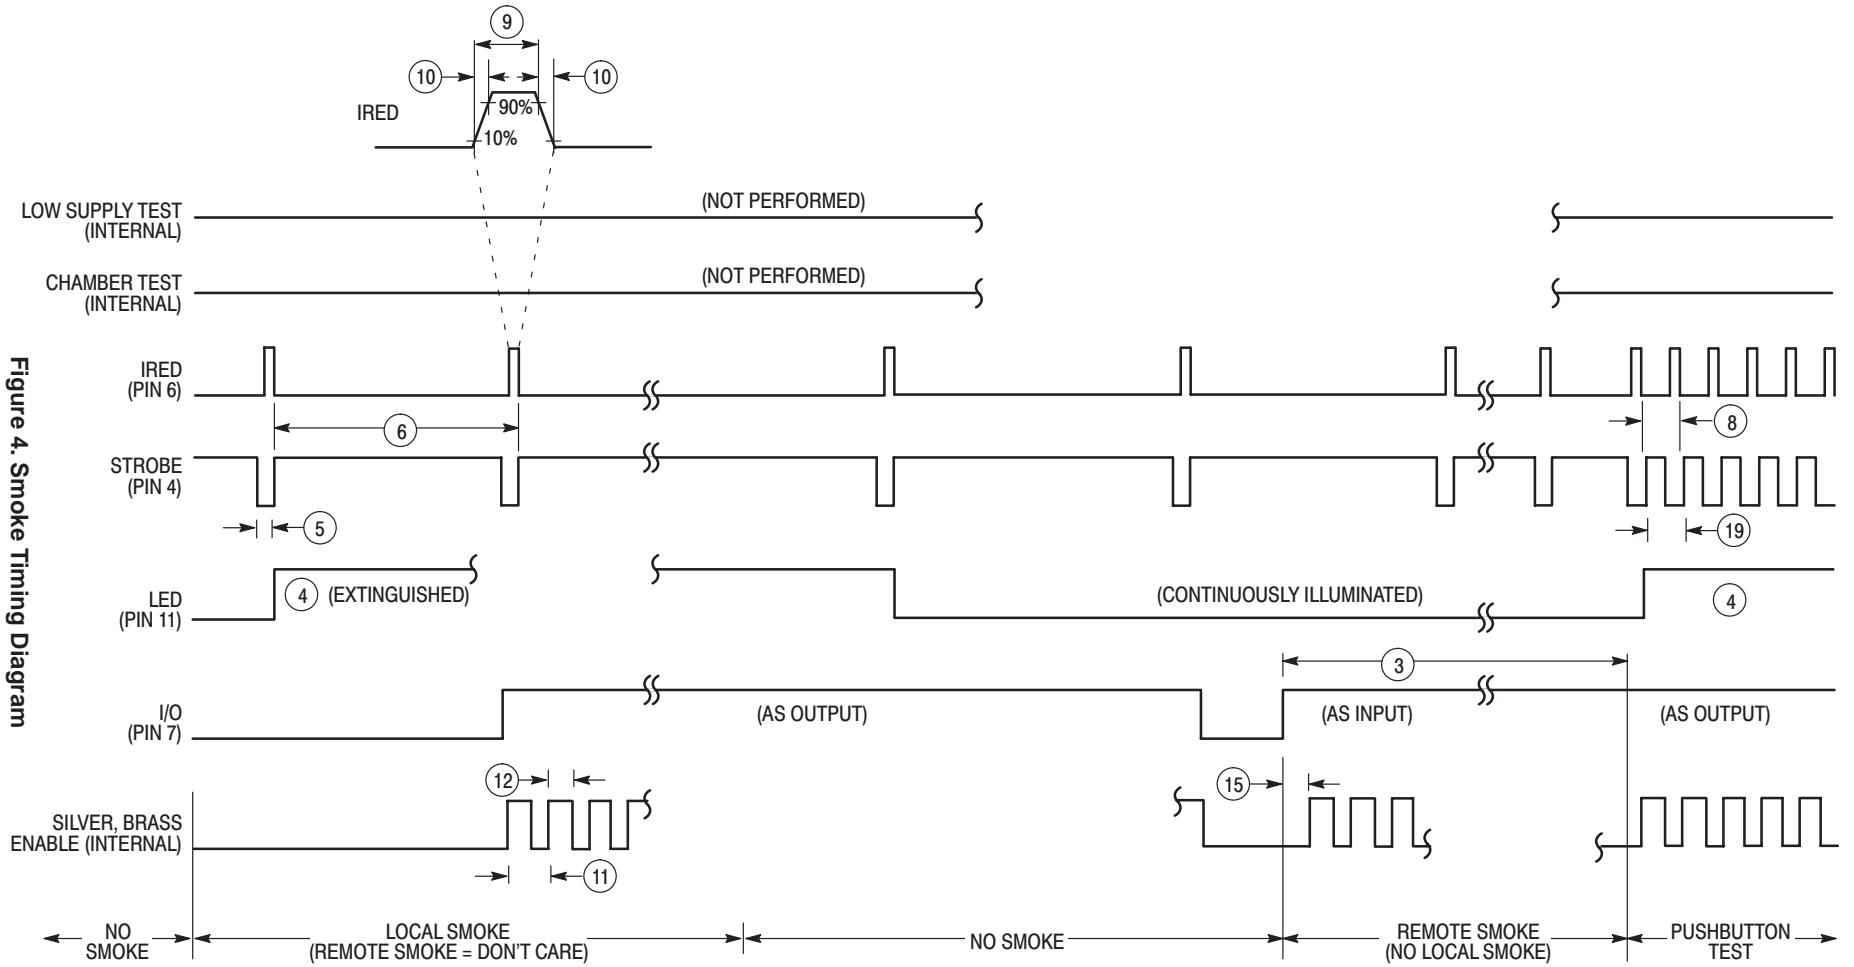 9
10
10
IRED
90%
10%
LOW SUPPLY TEST
(INTERNAL)
(NOT PERFORMED)
CHAMBER TEST
(INTERNAL)
(NOT PERFORMED)
IRED
(PIN 6)
6
8
STROBE
(PIN 4)
5
19
LED
(PIN 11)
4
(EXTINGUISHED)
(CONTINUOUSLY ILLUMINATED)
4
3
I/O
(PIN 7)
(AS OUTPUT)
(AS INPUT)
(AS OUTPUT)
12
15
SILVER, BRASS
ENABLE (INTERNAL)
11
NO
SMOKE
LOCAL SMOKE
(REMOTE SMOKE = DON'T CARE)
NO SMOKE
REMOTE SMOKE
(NO LOCAL SMOKE)
PUSHBUTTON
TEST
Figure 4. Smoke Timing Diagram